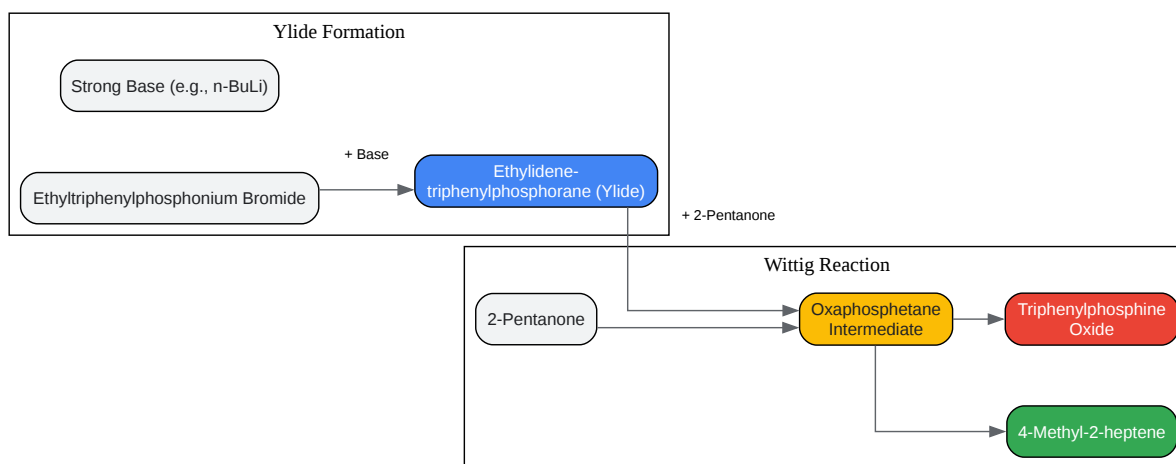 Ylide Formation
Strong Base (e.g., n-BuLi)
+ Base
Ethyltriphenylphosphonium Bromide
Ethylidene-
triphenylphosphorane (Ylide)
+ 2-Pentanone
Wittig Reaction
2-Pentanone
Oxaphosphetane
Intermediate
Triphenylphosphine
Oxide
4-Methyl-2-heptene